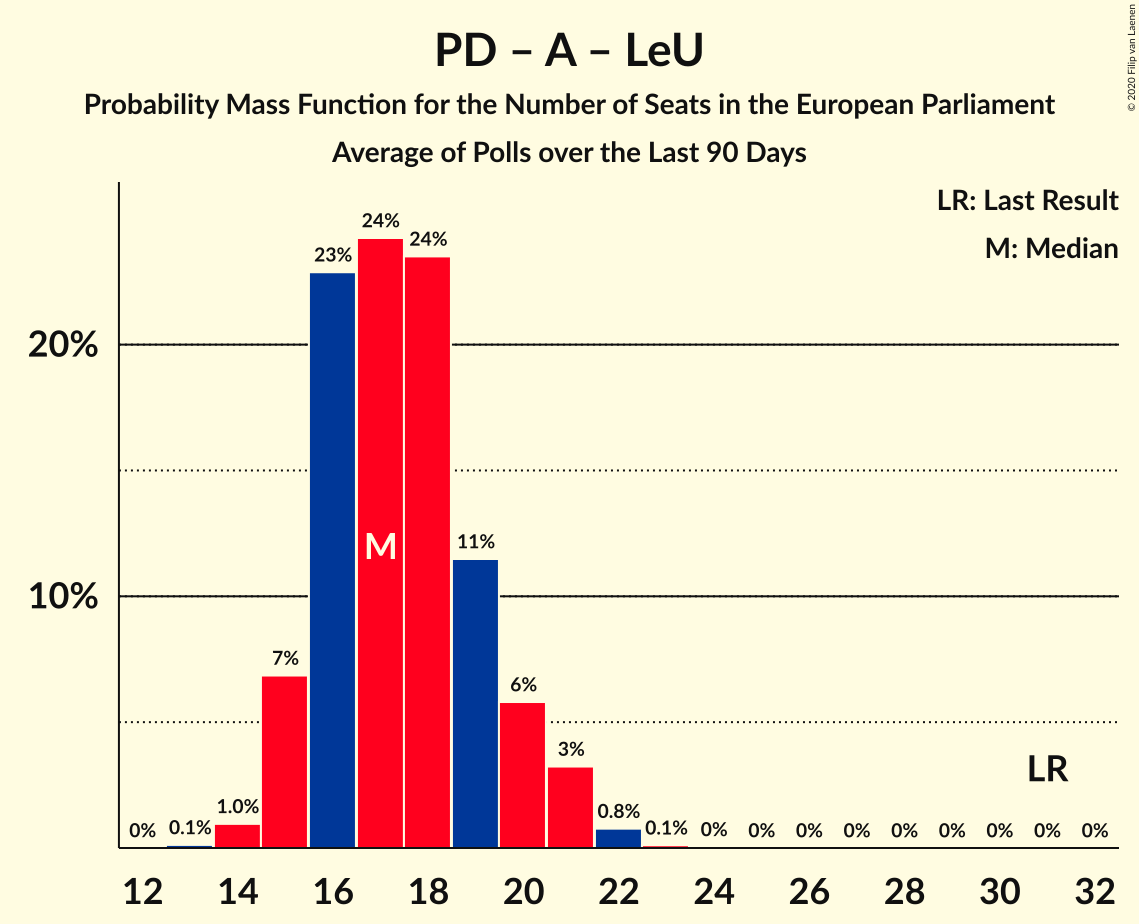 PD – A – LeU
Probability Mass Function for the Number of Seats in the European Parliament
Average of Polls over the Last 90 Days
© 2020 Filip van Laenen
LR: Last Result
M: Median
24%
24%
23%
20%
M
11%
10%
7%
6%
3%
LR
1.0%
0.8%
0% 0.1% 0.1% 0% 0% 0% 0% 0% 0% 0% 0% 0%
12 14 16 18 20 22 24 26 28 30 32